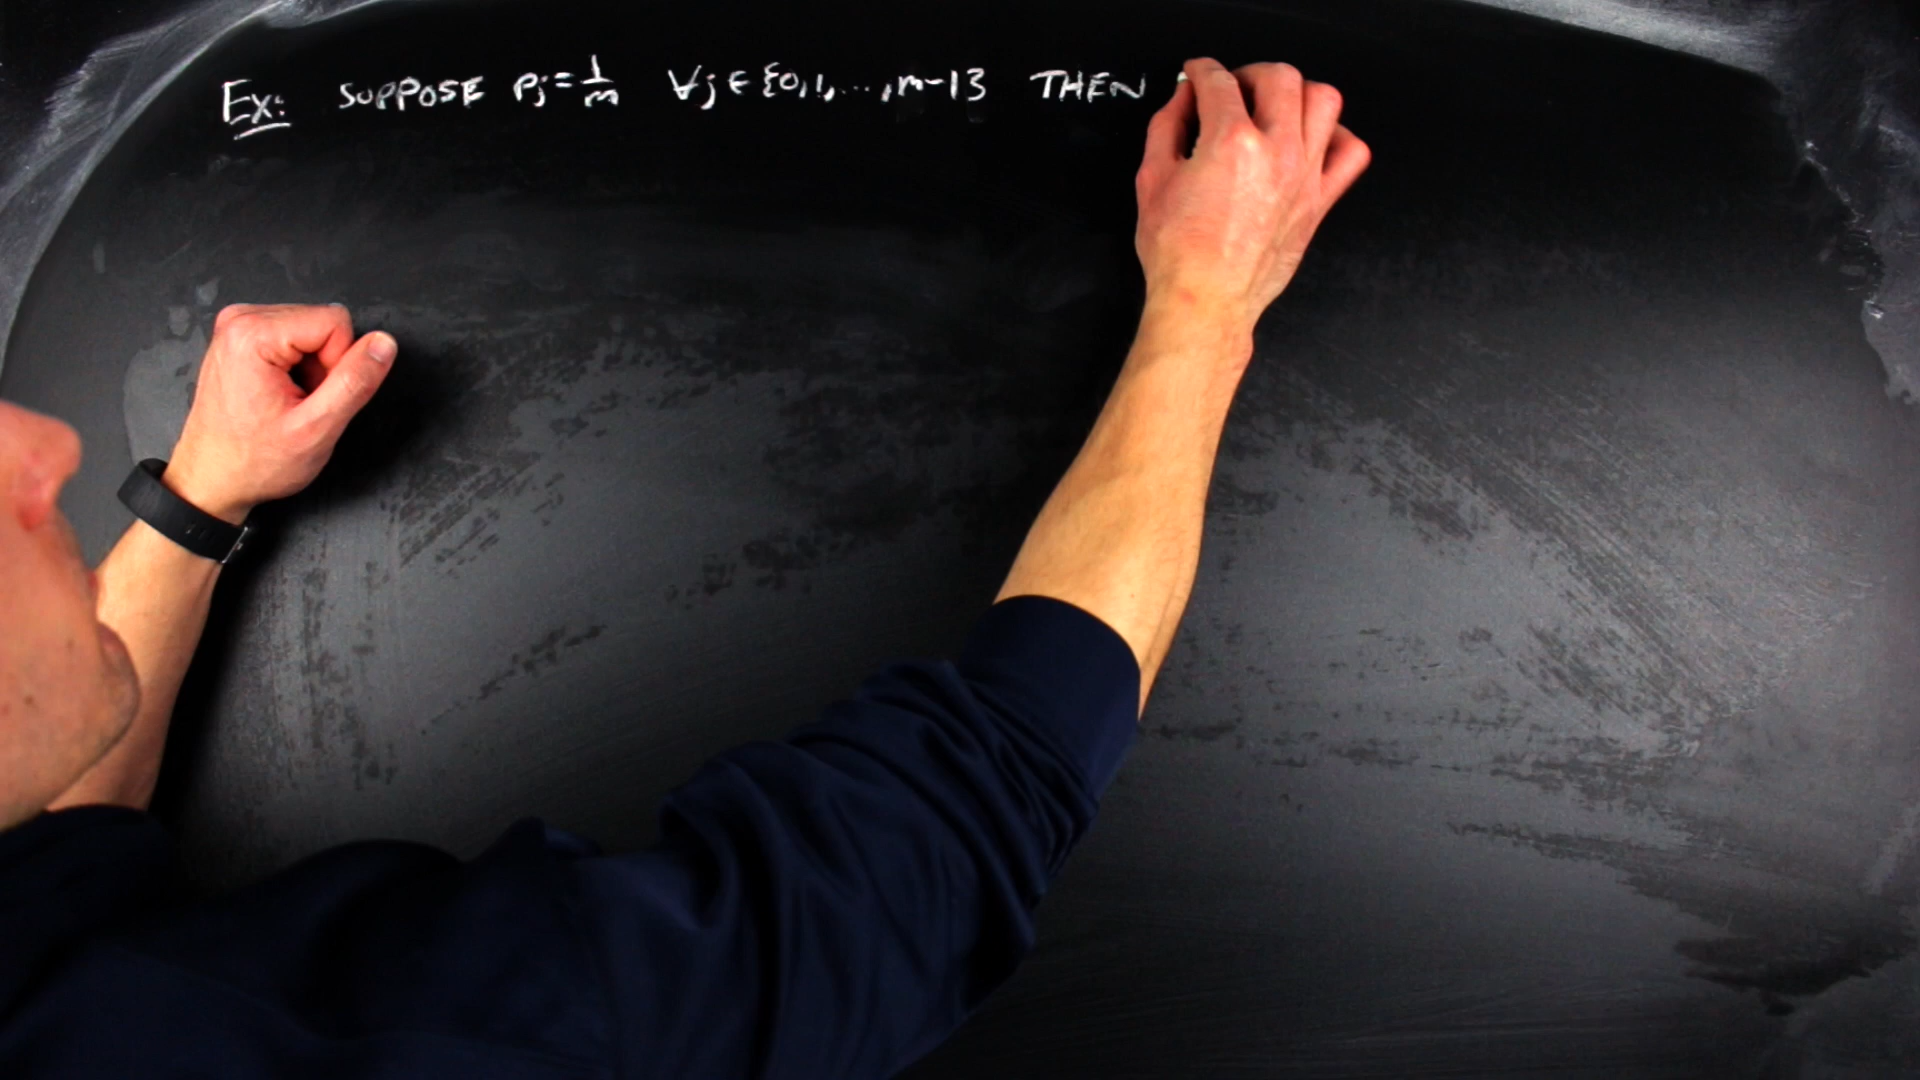 Ex: SUPPOSE Pj = 1/m ∀j ∈ {0,1,...,m-1} THEN